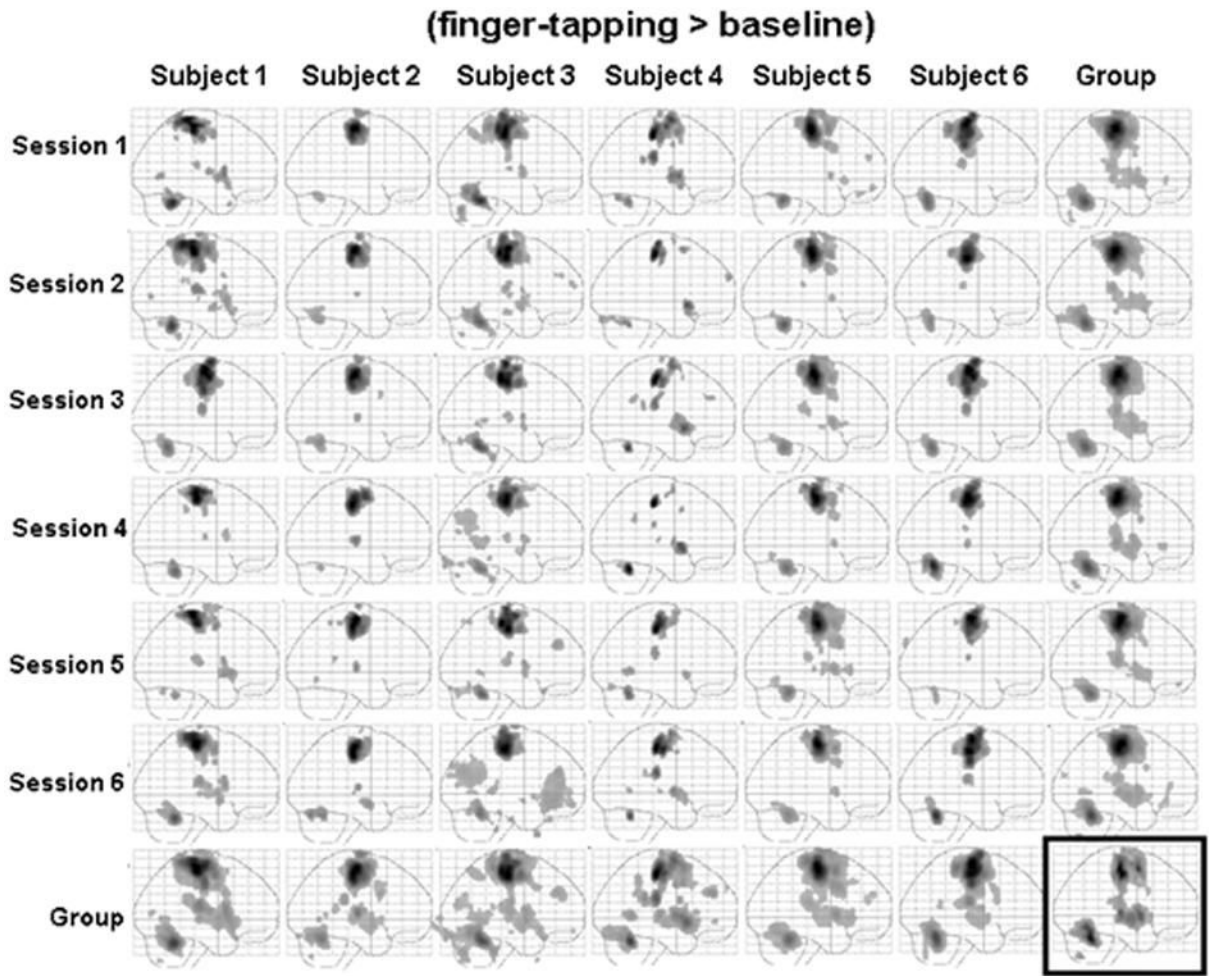 (finger-tapping > baseline)
Subject 1 Subject 2 Subject 3 Subject 4 Subject 5 Subject 6 Group
Session 1
Session 2
Session 3
Session 4
Session 5
Session 6
Group